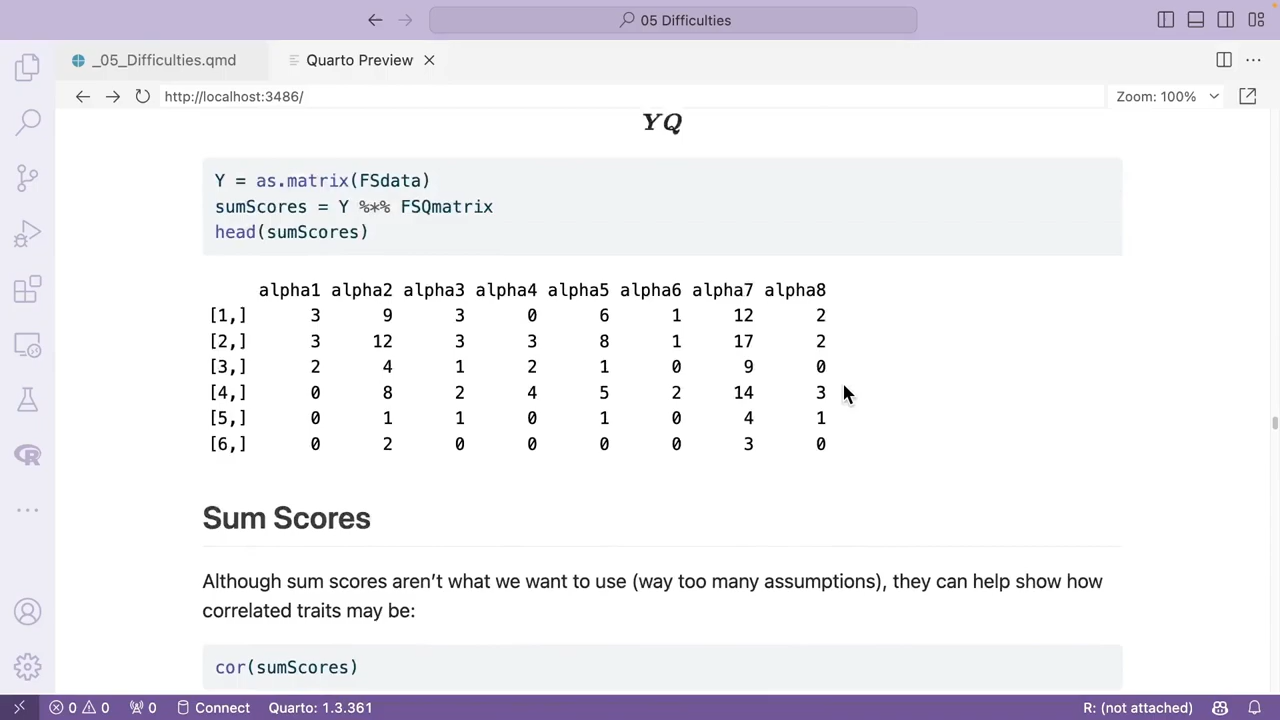 05 Difficulties
_05_Difficulties.qmd
Quarto Preview
http://localhost:3486/
Zoom: 100%
YQ
Y = as.matrix(FSdata)
sumScores = Y %*% FSQmatrix
head(sumScores)
alpha1 alpha2 alpha3 alpha4 alpha5 alpha6 alpha7 alpha8
[1,] 3 9 3 0 6 1 12 2
[2,] 3 12 3 3 8 1 17 2
[3,] 2 4 1 2 1 0 9 0
[4,] 0 8 2 4 5 2 14 3
[5,] 0 1 1 0 1 0 4 1
[6,] 0 2 0 0 0 0 3 0
Sum Scores
Although sum scores aren't what we want to use (way too many assumptions), they can help show how
correlated traits may be:
cor(sumScores)
0 0 0 Connect Quarto: 1.3.361 R: (not attached)